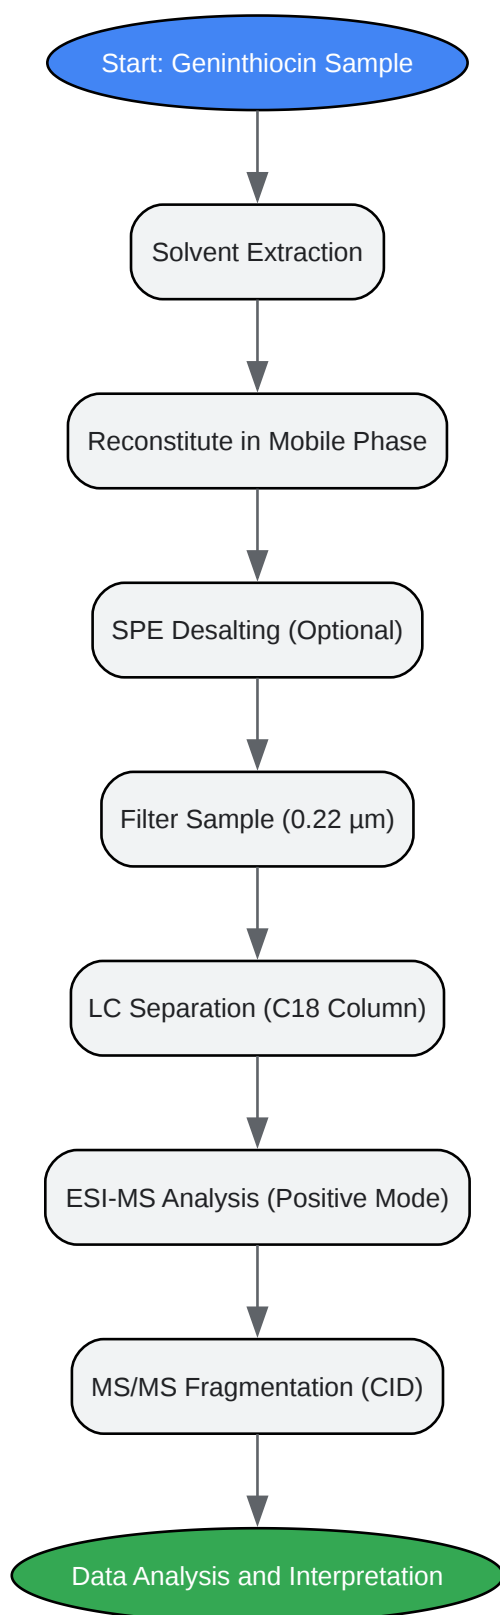 Start: Geninthiocin Sample
Solvent Extraction
Reconstitute in Mobile Phase
SPE Desalting (Optional)
Filter Sample (0.22 µm)
LC Separation (C18 Column)
ESI-MS Analysis (Positive Mode)
MS/MS Fragmentation (CID)
Data Analysis and Interpretation